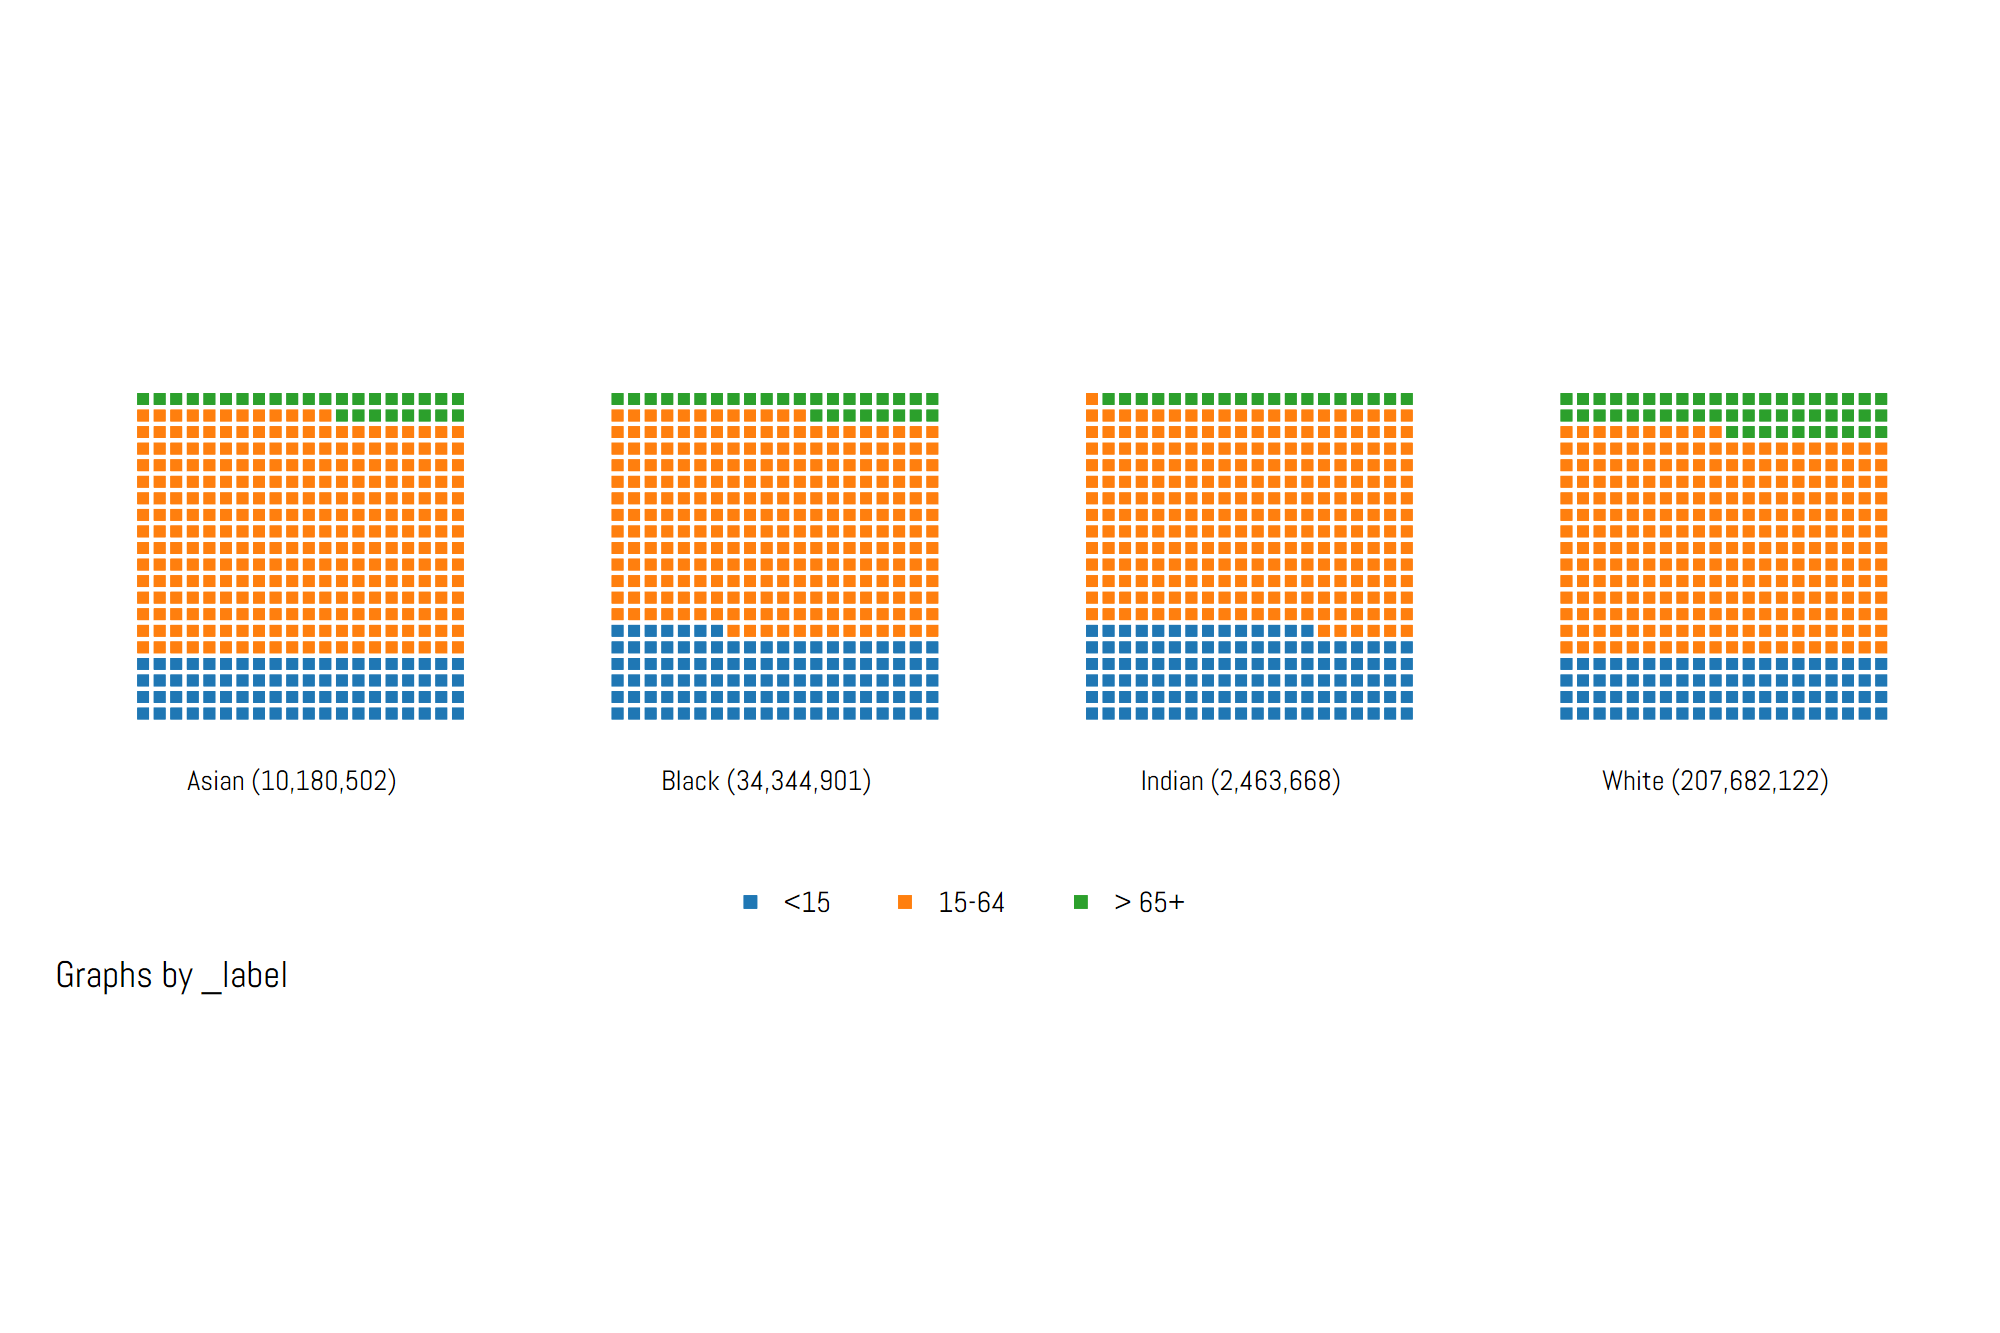 Asian (10,180,502)
Black (34,344,901)
Indian (2,463,668)
White (207,682,122)
<15
15-64
> 65+
Graphs by _label